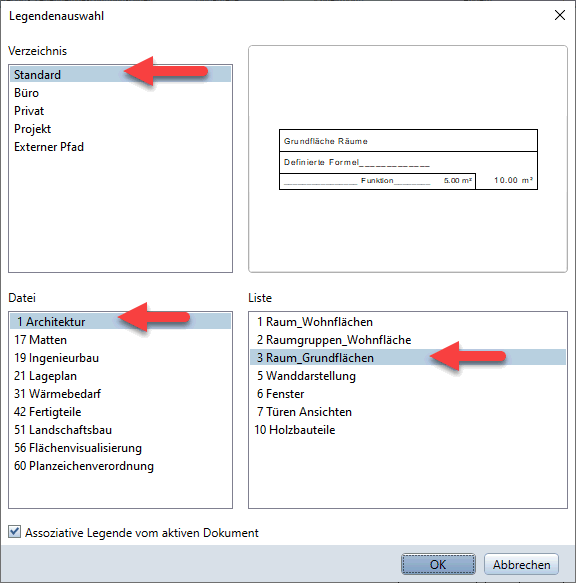 Legendenauswahl
Verzeichnis
Standard
Büro
Privat
Projekt
Externer Pfad
Grundfläche Räume
Definierte Formel_____________
________________ Funktion________ 5.00 m² 10.00 m²
Datei
1 Architektur
17 Matten
19 Ingenieurbau
21 Lageplan
31 Wärmebedarf
42 Fertigteile
51 Landschaftsbau
56 Flächenvisualisierung
60 Planzeichenverordnung
Liste
1 Raum_Wohnflächen
2 Raumgruppen_Wohnfläche
3 Raum_Grundflächen
5 Wanddarstellung
6 Fenster
7 Türen Ansichten
10 Holzbauteile
Assoziative Legende vom aktiven Dokument
OK Abbrechen